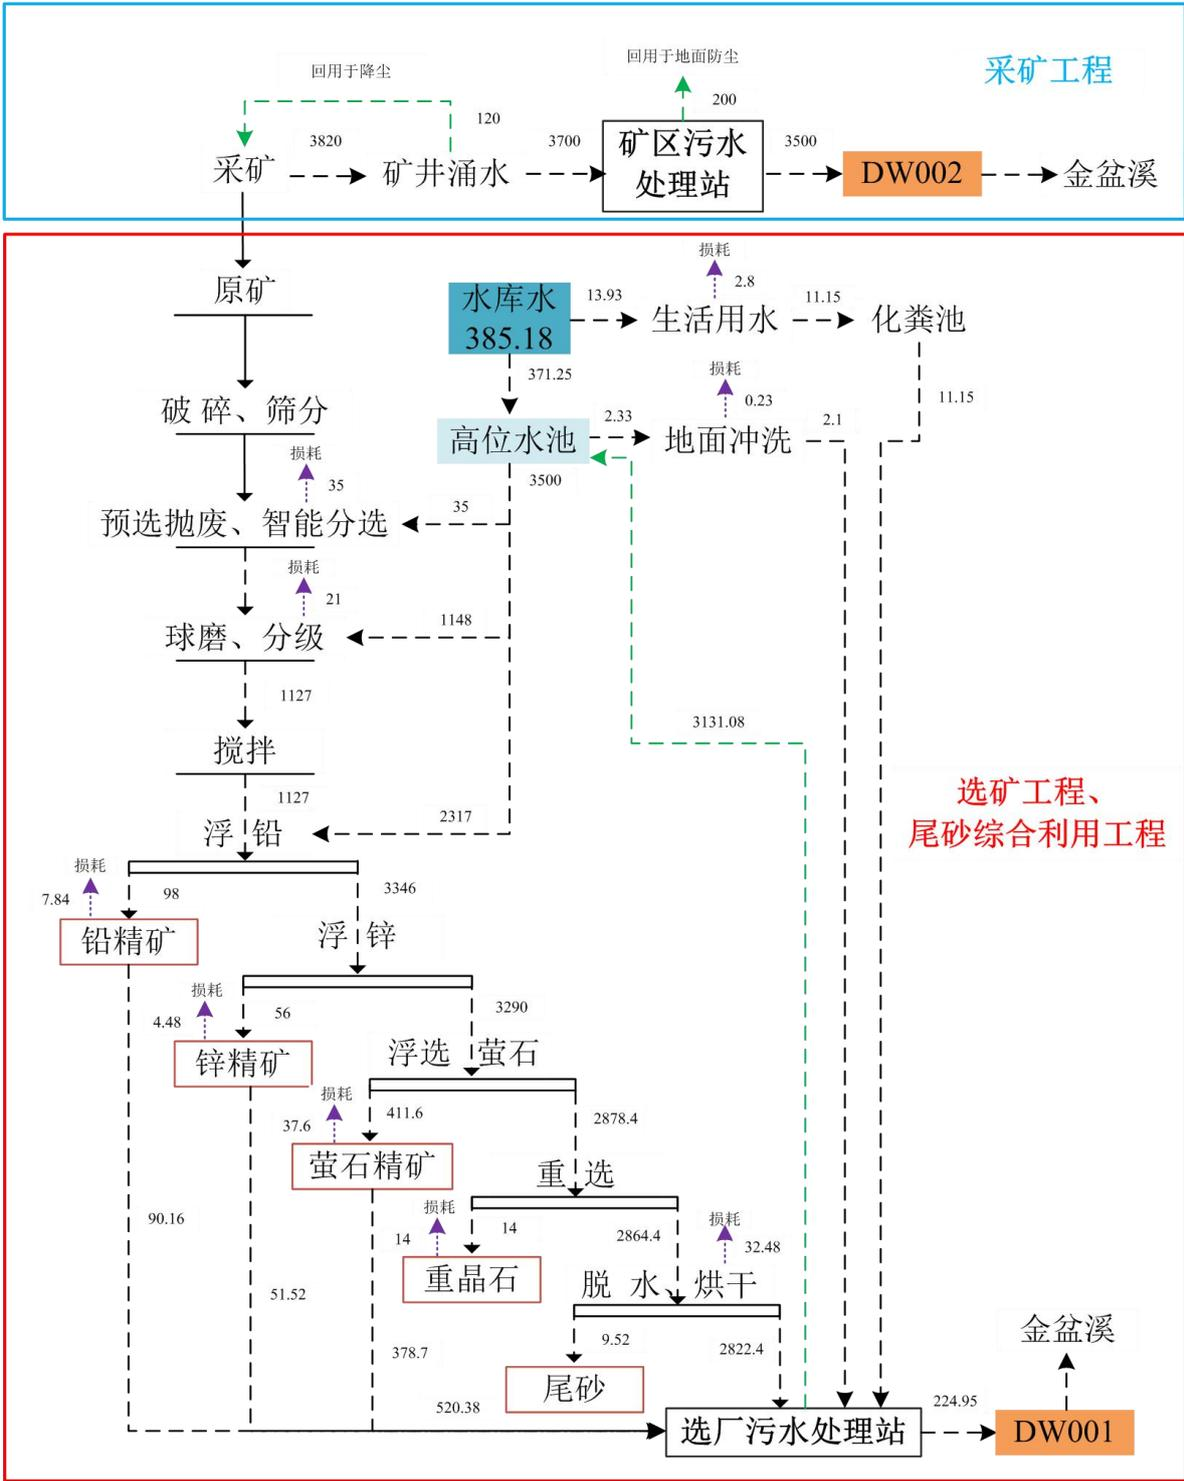 回用于地面防尘
采矿工程
回用于降尘
200
120
3820
3700
3500
采矿
矿井涌水
矿区污水
处理站
DW002
金盆溪
损耗
2.8
原矿
水库水
385.18
13.93
生活用水
11.15
化粪池
371.25
损耗
0.23
11.15
破 碎、筛分
高位水池
2.33
地面冲洗
2.1
损耗
35
3500
预选抛废、智能分选
35
损耗
21
球磨、分级
1148
1127
3131.08
搅拌
1127
2317
选矿工程、
尾砂综合利用工程
浮 铅
损耗
7.84
98
3346
铅精矿
浮 锌
损耗
4.48
56
3290
锌精矿
浮选 萤石
损耗
37.6
411.6
2878.4
萤石精矿
重 选
90.16
损耗
14
14
2864.4
损耗
32.48
重晶石
脱 水、烘干
51.52
378.7
9.52
2822.4
金盆溪
尾砂
520.38
选厂污水处理站
224.95
DW001